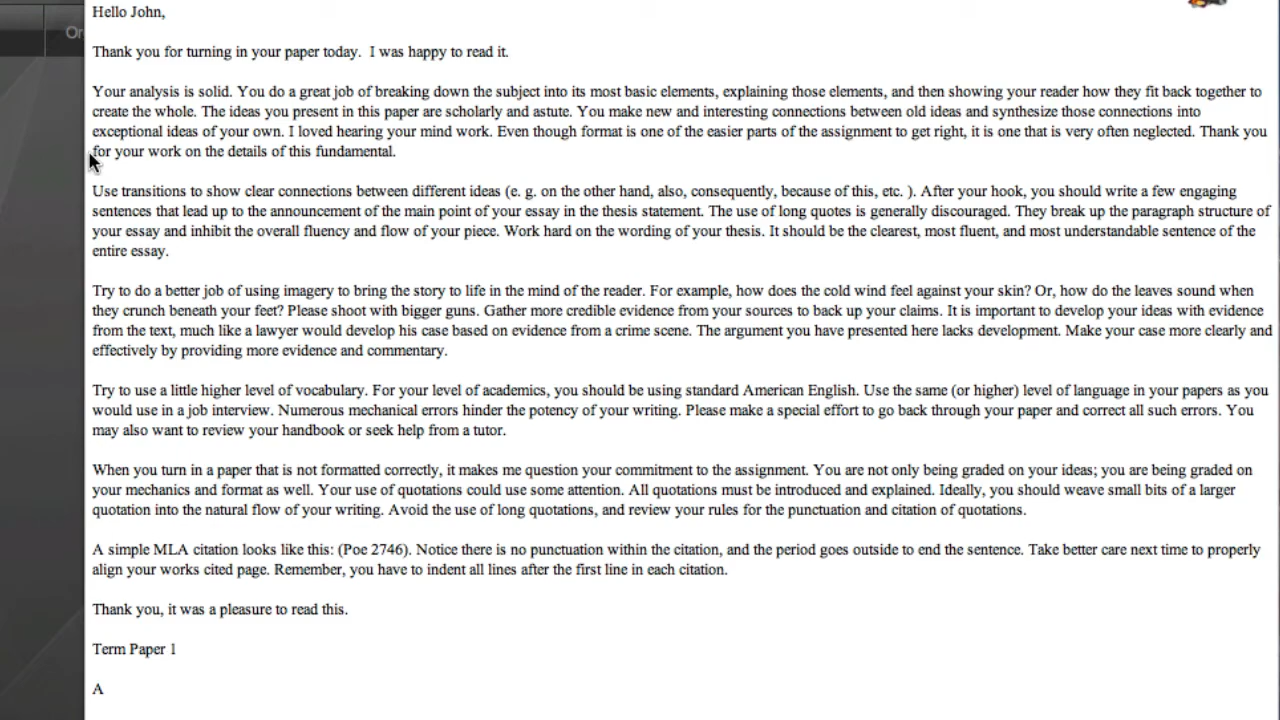 Or
Hello John,
Thank you for turning in your paper today.  I was happy to read it.
Your analysis is solid. You do a great job of breaking down the subject into its most basic elements, explaining those elements, and then showing your reader how they fit back together to
create the whole. The ideas you present in this paper are scholarly and astute. You make new and interesting connections between old ideas and synthesize those connections into
exceptional ideas of your own. I loved hearing your mind work. Even though format is one of the easier parts of the assignment to get right, it is one that is very often neglected. Thank you
for your work on the details of this fundamental.
Use transitions to show clear connections between different ideas (e. g. on the other hand, also, consequently, because of this, etc. ). After your hook, you should write a few engaging
sentences that lead up to the announcement of the main point of your essay in the thesis statement. The use of long quotes is generally discouraged. They break up the paragraph structure of
your essay and inhibit the overall fluency and flow of your piece. Work hard on the wording of your thesis. It should be the clearest, most fluent, and most understandable sentence of the
entire essay.
Try to do a better job of using imagery to bring the story to life in the mind of the reader. For example, how does the cold wind feel against your skin? Or, how do the leaves sound when
they crunch beneath your feet? Please shoot with bigger guns. Gather more credible evidence from your sources to back up your claims. It is important to develop your ideas with evidence
from the text, much like a lawyer would develop his case based on evidence from a crime scene. The argument you have presented here lacks development. Make your case more clearly and
effectively by providing more evidence and commentary.
Try to use a little higher level of vocabulary. For your level of academics, you should be using standard American English. Use the same (or higher) level of language in your papers as you
would use in a job interview. Numerous mechanical errors hinder the potency of your writing. Please make a special effort to go back through your paper and correct all such errors. You
may also want to review your handbook or seek help from a tutor.
When you turn in a paper that is not formatted correctly, it makes me question your commitment to the assignment. You are not only being graded on your ideas; you are being graded on
your mechanics and format as well. Your use of quotations could use some attention. All quotations must be introduced and explained. Ideally, you should weave small bits of a larger
quotation into the natural flow of your writing. Avoid the use of long quotations, and review your rules for the punctuation and citation of quotations.
A simple MLA citation looks like this: (Poe 2746). Notice there is no punctuation within the citation, and the period goes outside to end the sentence. Take better care next time to properly
align your works cited page. Remember, you have to indent all lines after the first line in each citation.
Thank you, it was a pleasure to read this.
Term Paper 1
A